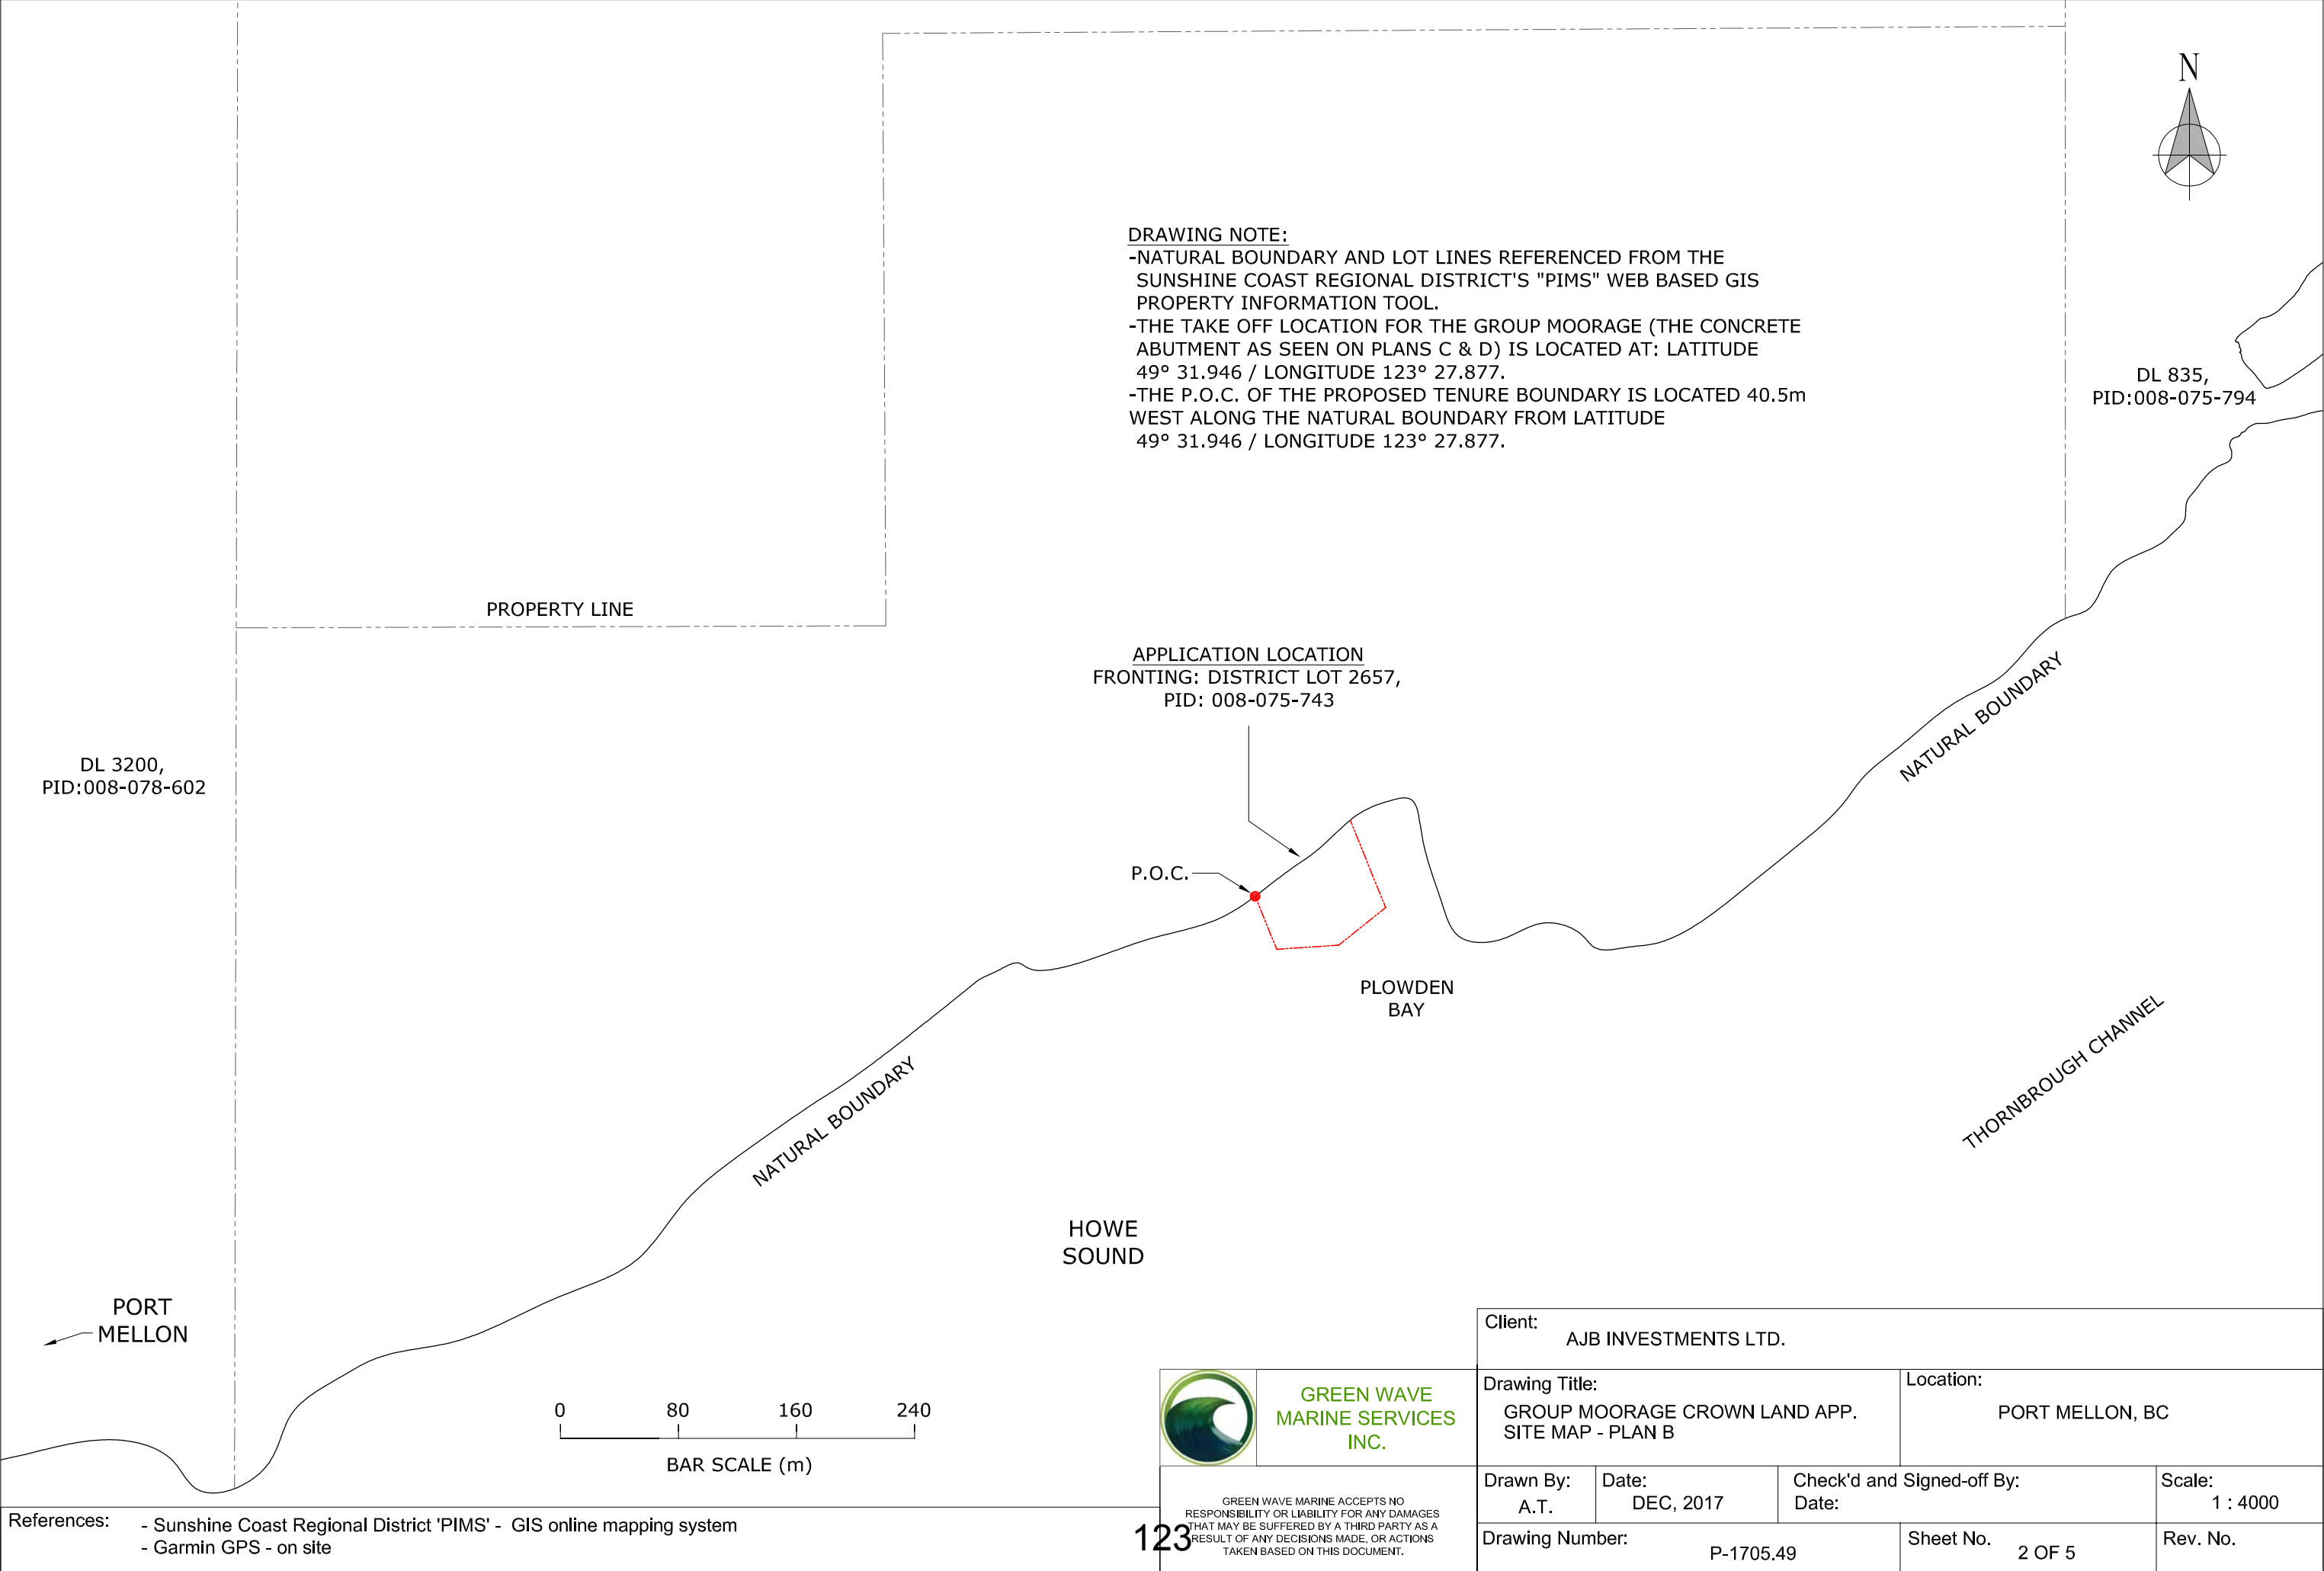 N
DRAWING NOTE:
-NATURAL BOUNDARY AND LOT LINES REFERENCED FROM THE
SUNSHINE COAST REGIONAL DISTRICT'S "PIMS" WEB BASED GIS
PROPERTY INFORMATION TOOL.
-THE TAKE OFF LOCATION FOR THE GROUP MOORAGE (THE CONCRETE
ABUTMENT AS SEEN ON PLANS C & D) IS LOCATED AT: LATITUDE
49° 31.946 / LONGITUDE 123° 27.877.
-THE P.O.C. OF THE PROPOSED TENURE BOUNDARY IS LOCATED 40.5m
WEST ALONG THE NATURAL BOUNDARY FROM LATITUDE
49° 31.946 / LONGITUDE 123° 27.877.
DL 835,
PID:008-075-794
PROPERTY LINE
APPLICATION LOCATION
FRONTING: DISTRICT LOT 2657,
PID: 008-075-743
NATURAL BOUNDARY
DL 3200,
PID:008-078-602
P.O.C.
PLOWDEN
BAY
THORNBROUGH CHANNEL
NATURAL BOUNDARY
HOWE
SOUND
PORT
MELLON
0 80 160 240
BAR SCALE (m)
References:
- Sunshine Coast Regional District 'PIMS' - GIS online mapping system
- Garmin GPS - on site
GREEN WAVE
MARINE SERVICES
INC.
GREEN WAVE MARINE ACCEPTS NO
RESPONSIBILITY OR LIABILITY FOR ANY DAMAGES
THAT MAY BE SUFFERED BY A THIRD PARTY AS A
RESULT OF ANY DECISIONS MADE, OR ACTIONS
TAKEN BASED ON THIS DOCUMENT.
123
Client:
AJB INVESTMENTS LTD.
Drawing Title:
GROUP MOORAGE CROWN LAND APP.
SITE MAP - PLAN B
Location:
PORT MELLON, BC
Drawn By:
A.T.
Date:
DEC, 2017
Check'd and Signed-off By:
Date:
Scale:
1 : 4000
Drawing Number:
P-1705.49
Sheet No.
2 OF 5
Rev. No.